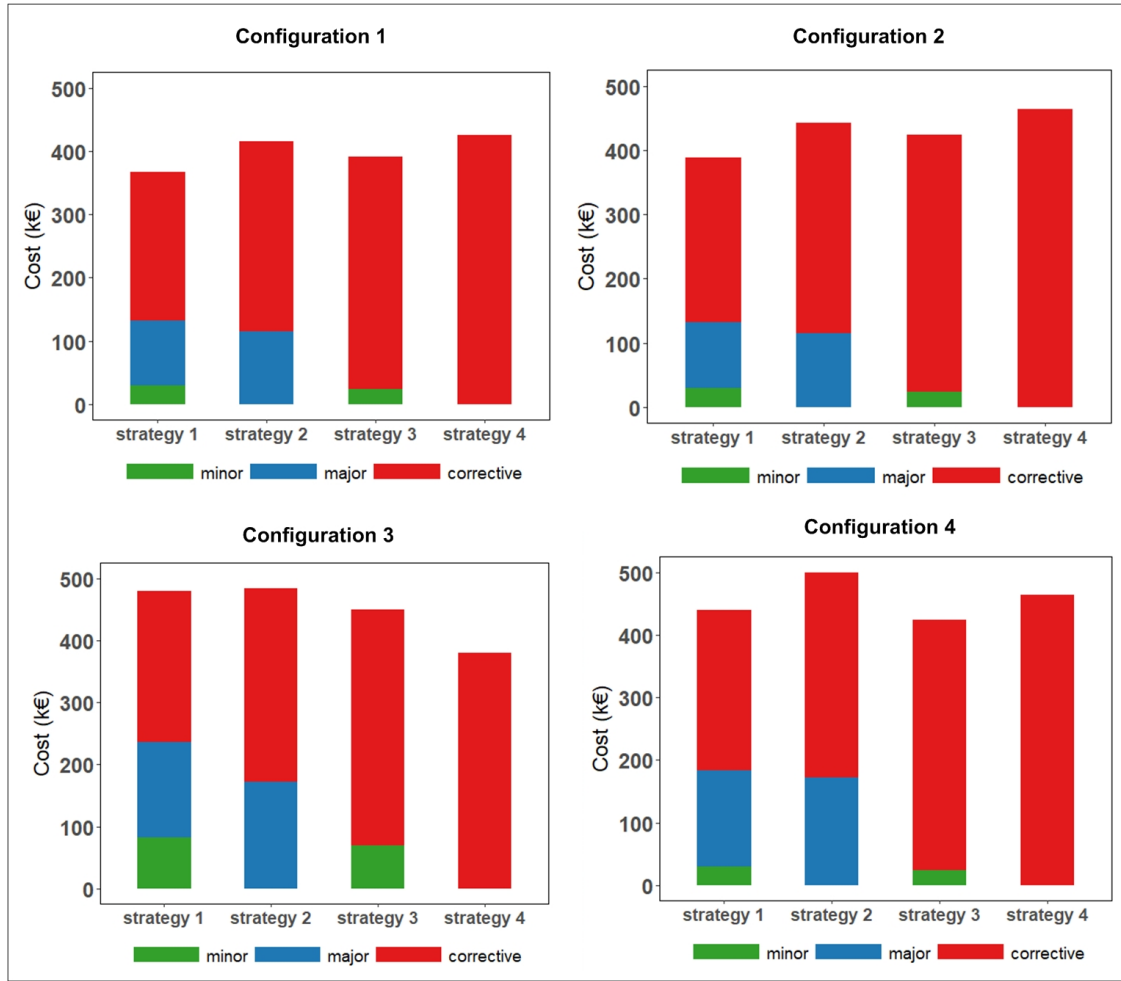 Configuration 1
500
400
300
200
100
0
Cost (k€)
strategy 1 strategy 2 strategy 3 strategy 4
minor major corrective
Configuration 2
500
400
300
200
100
0
Cost (k€)
strategy 1 strategy 2 strategy 3 strategy 4
minor major corrective
Configuration 3
500
400
300
200
100
0
Cost (k€)
strategy 1 strategy 2 strategy 3 strategy 4
minor major corrective
Configuration 4
500
400
300
200
100
0
Cost (k€)
strategy 1 strategy 2 strategy 3 strategy 4
minor major corrective